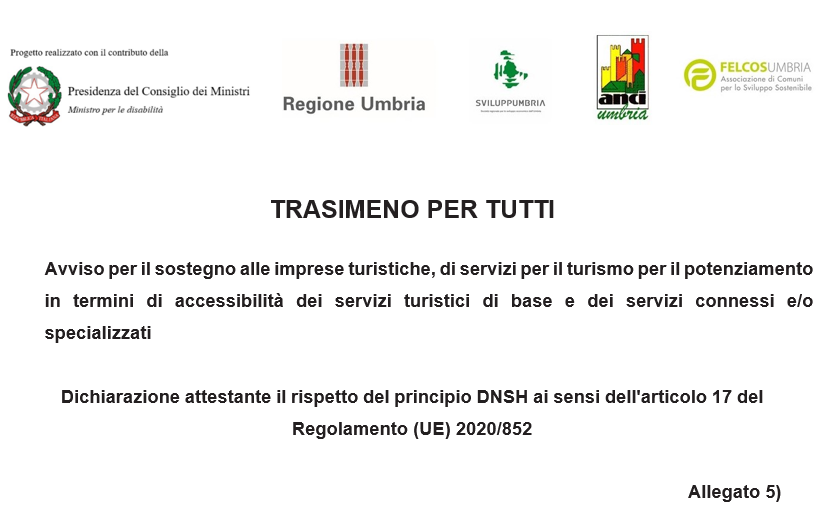 Progetto realizzato con il contributo della
Presidenza del Consiglio dei Ministri
Ministro per le disabilità
Regione Umbria
SVILUPPUMBRIA
anci
umbria
FELCOSUMBRIA
Associazione di Comuni
per lo Sviluppo Sostenibile
TRASIMENO PER TUTTI
Avviso per il sostegno alle imprese turistiche, di servizi per il turismo per il potenziamento
in termini di accessibilità dei servizi turistici di base e dei servizi connessi e/o
specializzati
Dichiarazione attestante il rispetto del principio DNSH ai sensi dell'articolo 17 del
Regolamento (UE) 2020/852
Allegato 5)